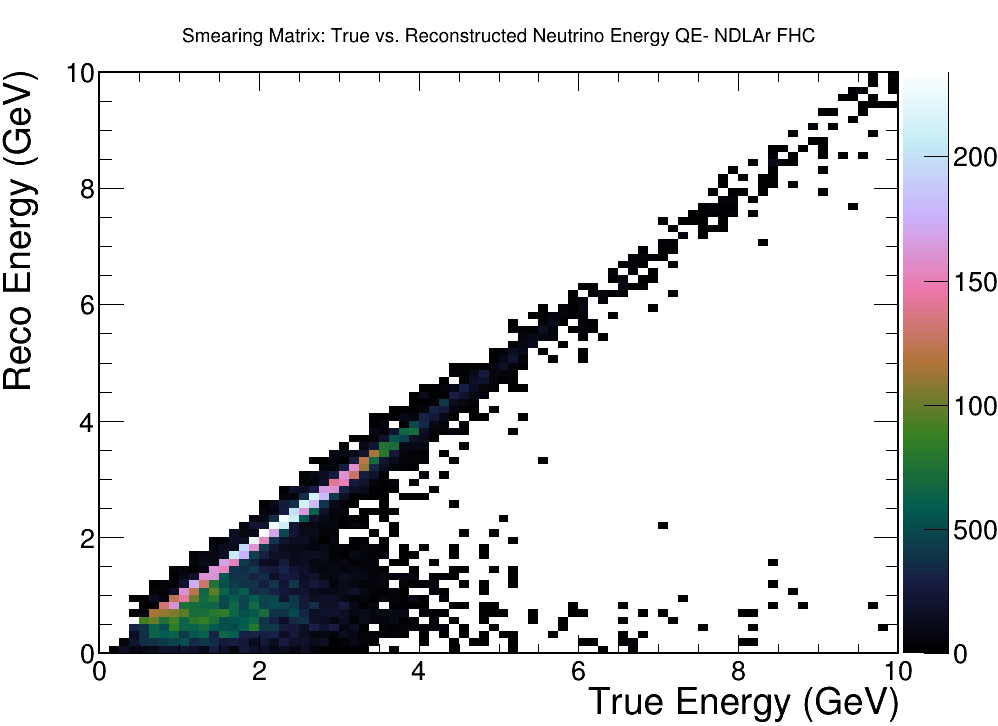 Smearing Matrix: True vs. Reconstructed Neutrino Energy QE- NDLAr FHC
Reco Energy (GeV)
10
8
6
4
2
0
0 2 4 6 8 10
True Energy (GeV)
200
150
100
500
0